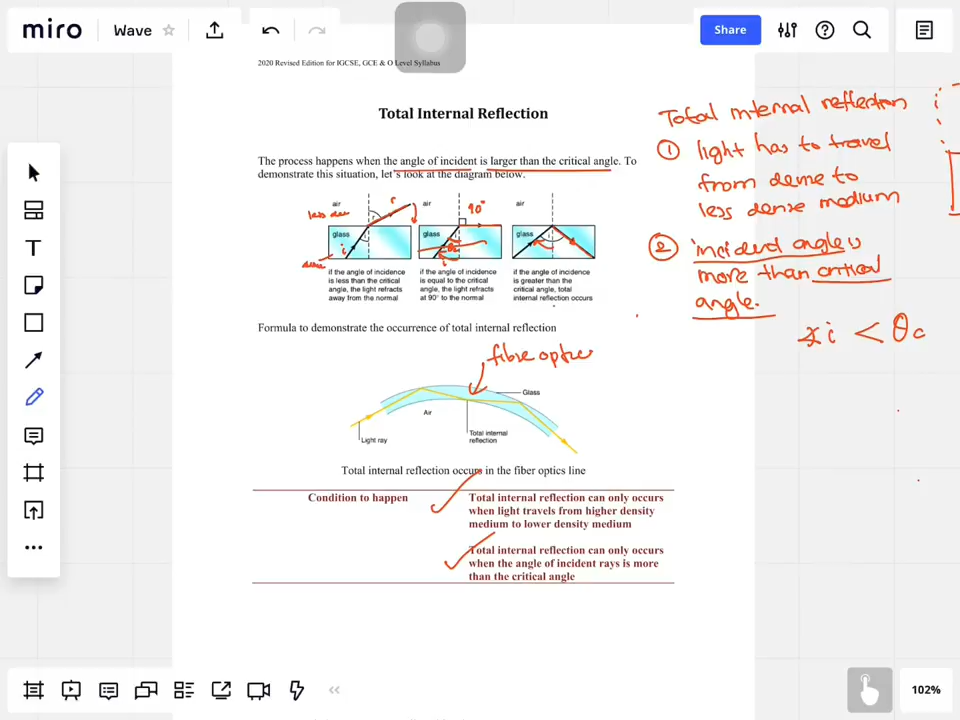 miro
Wave
Share
2020 Revised Edition for IGCSE, GCE & O Level Syllabus
Total Internal Reflection
The process happens when the angle of incident is larger than the critical angle. To
demonstrate this situation, let's look at the diagram below.
air
air
air
less den
r
r
90°
glass
glass
glass
i
i
if the angle of incidence
is less than the critical
angle, the light refracts
away from the normal
if the angle of incidence
is equal to the critical
angle, the light refracts
at 90° to the normal
if the angle of incidence
is greater than the
critical angle, total
internal reflection occurs
Formula to demonstrate the occurrence of total internal reflection
fibre optic
Glass
Air
Light ray
Total internal
reflection
Total internal reflection occurs in the fiber optics line
Condition to happen
Total internal reflection can only occurs
when light travels from higher density
medium to lower density medium
Total internal reflection can only occurs
when the angle of incident rays is more
than the critical angle
Total internal reflection
① light has to travel
from dense to
less dense medium
② incident angle is
more than critical
angle.
∡i < θc
T
102%